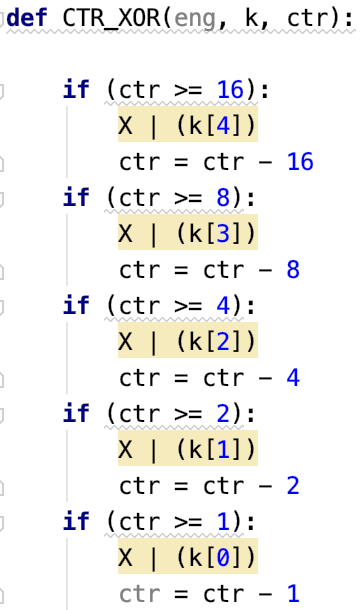 def CTR_XOR(eng, k, ctr):
if (ctr >= 16):
X | (k[4])
ctr = ctr - 16
if (ctr >= 8):
X | (k[3])
ctr = ctr - 8
if (ctr >= 4):
X | (k[2])
ctr = ctr - 4
if (ctr >= 2):
X | (k[1])
ctr = ctr - 2
if (ctr >= 1):
X | (k[0])
ctr = ctr - 1